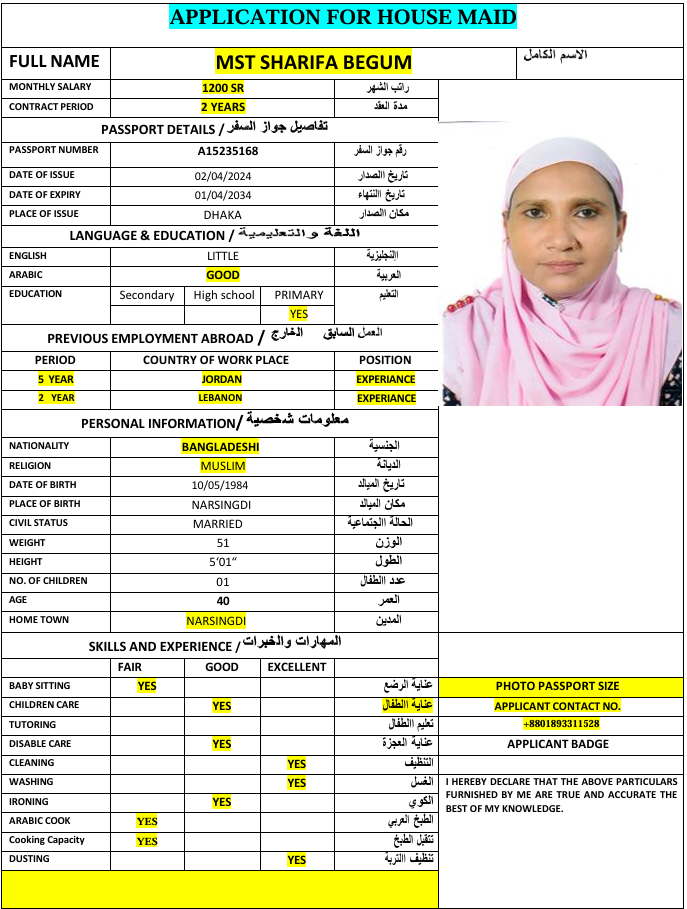 APPLICATION FOR HOUSE MAID
FULL NAME MST SHARIFA BEGUM الاسم الكامل
MONTHLY SALARY 1200 SR راتب الشهر
CONTRACT PERIOD 2 YEARS مدة العقد
PASSPORT DETAILS / تفاصيل جواز السفر
PASSPORT NUMBER A15235168 رقم جواز السفر
DATE OF ISSUE 02/04/2024 تاريخ االصدار
DATE OF EXPIRY 01/04/2034 تاريخ االنتهاء
PLACE OF ISSUE DHAKA مكان االصدار
LANGUAGE & EDUCATION / اللغة والتعليمية
ENGLISH LITTLE اإلنجليزية
ARABIC GOOD العربية
EDUCATION Secondary High school PRIMARY التعليم
YES
PREVIOUS EMPLOYMENT ABROAD / العمل السابق الخارج
PERIOD COUNTRY OF WORK PLACE POSITION
5 YEAR JORDAN EXPERIANCE
2 YEAR LEBANON EXPERIANCE
PERSONAL INFORMATION/ معلومات شخصية
NATIONALITY BANGLADESHI الجنسية
RELIGION MUSLIM الديانة
DATE OF BIRTH 10/05/1984 تاريخ الميالد
PLACE OF BIRTH NARSINGDI مكان الميالد
CIVIL STATUS MARRIED الحالة االجتماعية
WEIGHT 51 الوزن
HEIGHT 5'01" الطول
NO. OF CHILDREN 01 عدد االطفال
AGE 40 العمر
HOME TOWN NARSINGDI المدين
SKILLS AND EXPERIENCE / المهارات والخبرات
FAIR GOOD EXCELLENT
BABY SITTING YES عناية الرضع
CHILDREN CARE YES عناية االطفال
TUTORING تعليم االطفال
DISABLE CARE YES عناية العجزة
CLEANING YES التنظيف
WASHING YES الغسل
IRONING YES الكوي
ARABIC COOK YES الطبخ العربي
Cooking Capacity YES تتقبل الطبخ
DUSTING YES تنظيف االتربة
PHOTO PASSPORT SIZE
APPLICANT CONTACT NO.
+8801893311528
APPLICANT BADGE
I HEREBY DECLARE THAT THE ABOVE PARTICULARS
FURNISHED BY ME ARE TRUE AND ACCURATE THE
BEST OF MY KNOWLEDGE.